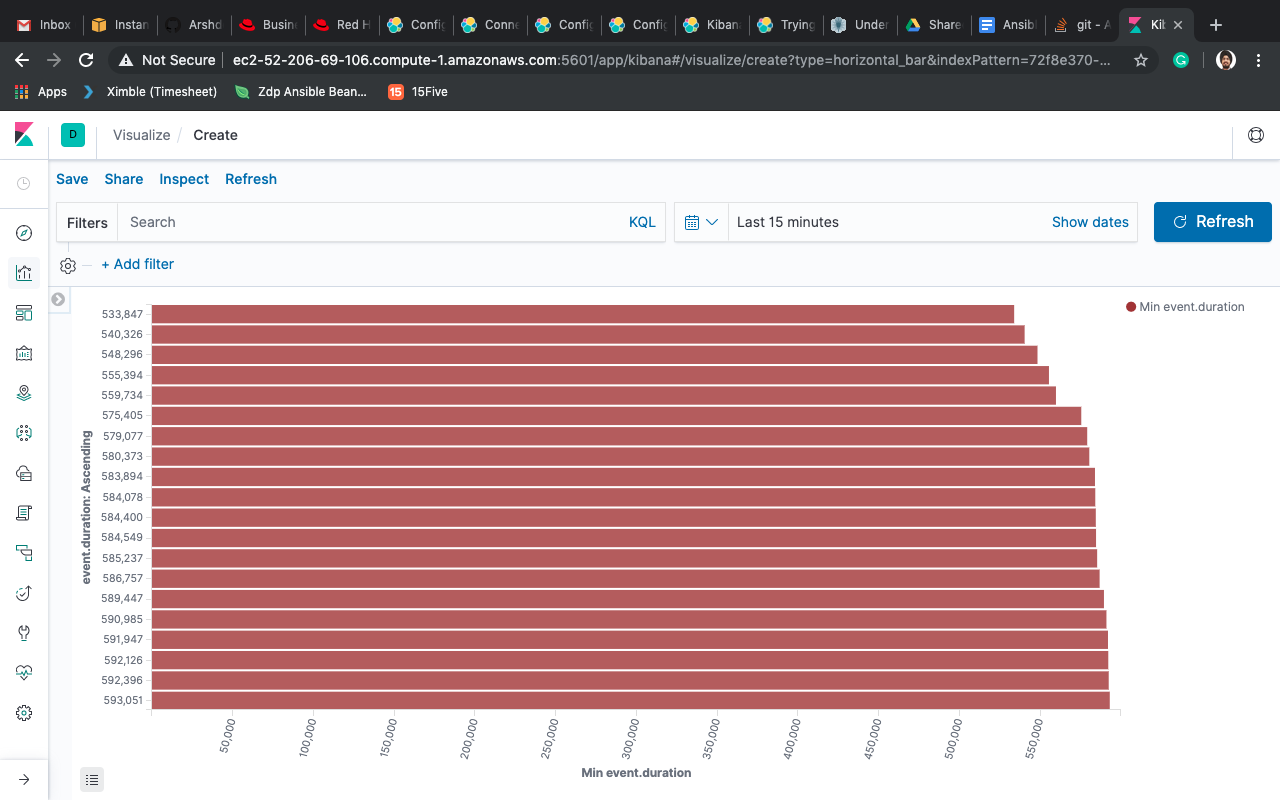 Inbox Instan Arshd Busine Red H Config Conne Config Config Kiban Trying Under Share Ansibl git - A Kib
Not Secure ec2-52-206-69-106.compute-1.amazonaws.com:5601/app/kibana#/visualize/create?type=horizontal_bar&indexPattern=72f8e370-...
Apps Ximble (Timesheet) Zdp Ansible Bean... 15 15Five
D Visualize / Create
Save Share Inspect Refresh
Filters Search KQL Last 15 minutes Show dates Refresh
+ Add filter
Min event.duration
event.duration: Ascending
533,847
540,326
548,296
555,394
559,734
575,405
579,077
580,373
583,894
584,078
584,400
584,549
585,237
586,757
589,447
590,985
591,947
592,126
592,396
593,051
50,000 100,000 150,000 200,000 250,000 300,000 350,000 400,000 450,000 500,000 550,000
Min event.duration